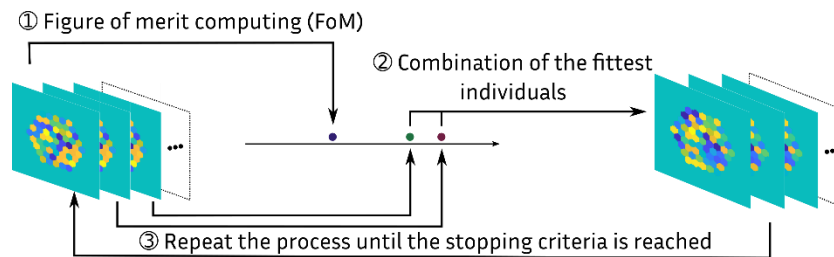 ① Figure of merit computing (FoM)
② Combination of the fittest
individuals
③ Repeat the process until the stopping criteria is reached